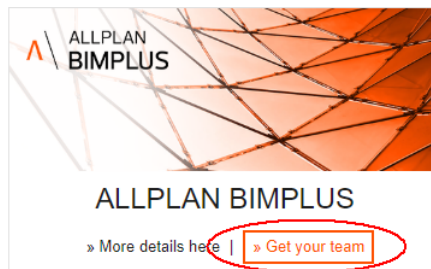 ALLPLAN
BIMPLUS
ALLPLAN BIMPLUS
» More details here | » Get your team